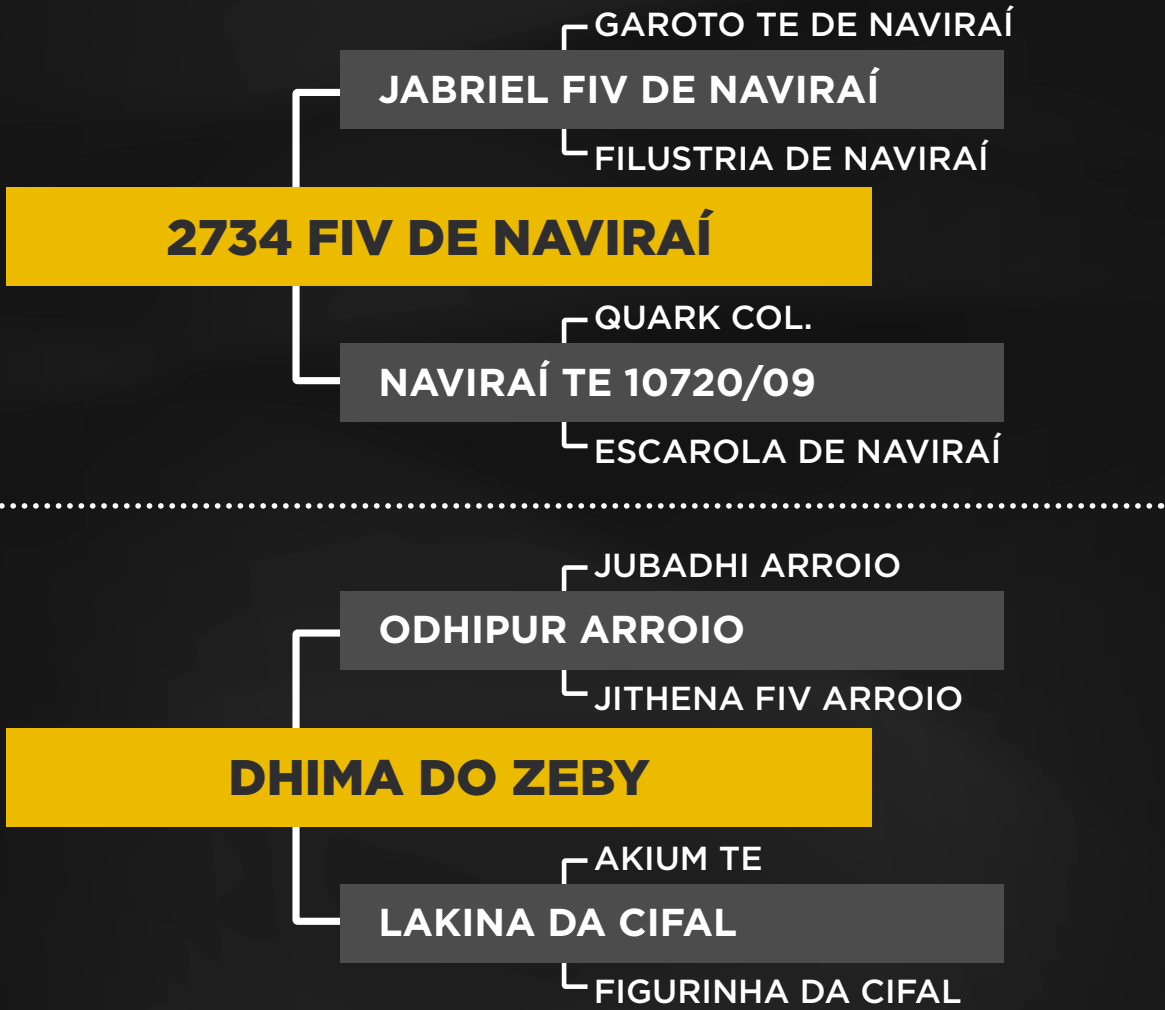 GAROTO TE DE NAVIRAÍ
JABRIEL FIV DE NAVIRAÍ
FILUSTRIA DE NAVIRAÍ
2734 FIV DE NAVIRAÍ
QUARK COL.
NAVIRAÍ TE 10720/09
ESCAROLA DE NAVIRAÍ
JUBADHI ARROIO
ODHIPUR ARROIO
JITHENA FIV ARROIO
DHIMA DO ZEBY
AKIUM TE
LAKINA DA CIFAL
FIGURINHA DA CIFAL